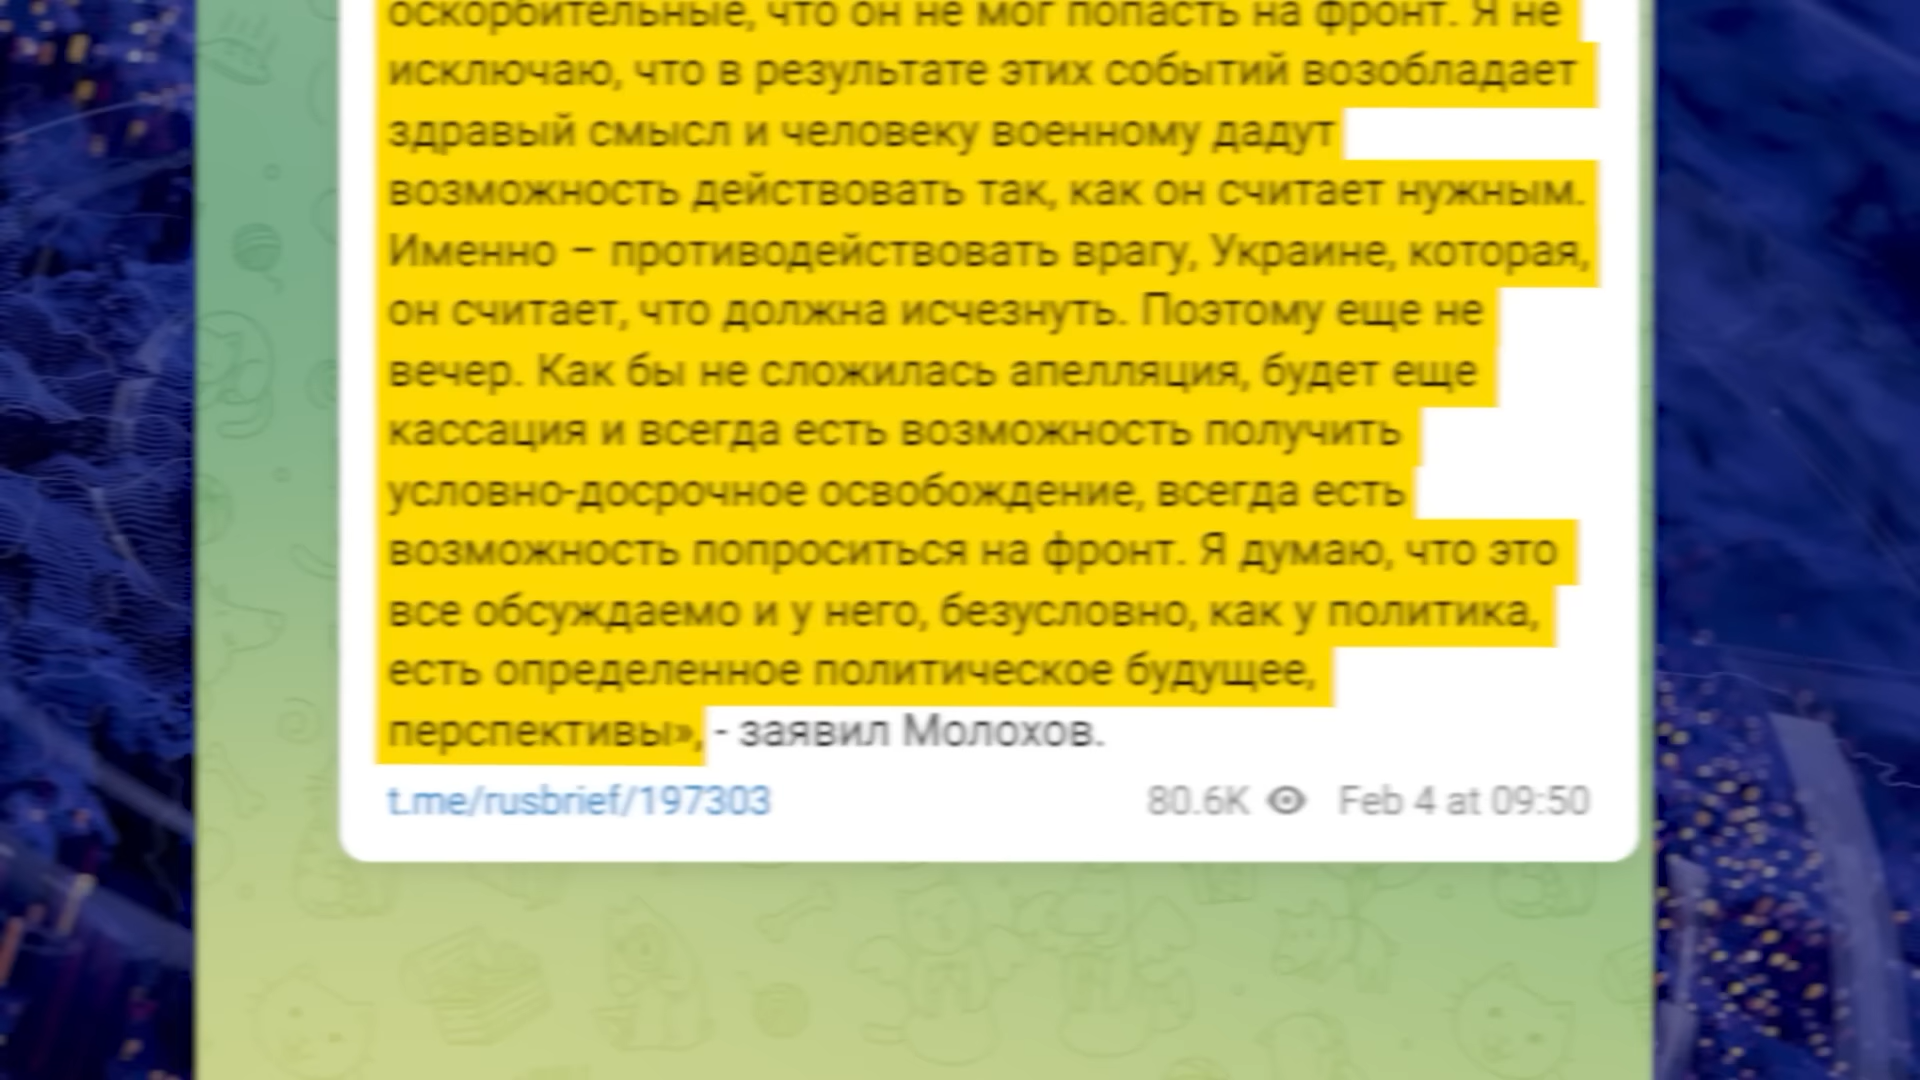 оскорбительные, что он не мог попасть на фронт. Я не
исключаю, что в результате этих событий возобладает
здравый смысл и человеку военному дадут
возможность действовать так, как он считает нужным.
Именно – противодействовать врагу, Украине, которая,
он считает, что должна исчезнуть. Поэтому еще не
вечер. Как бы не сложилась апелляция, будет еще
кассация и всегда есть возможность получить
условно-досрочное освобождение, всегда есть
возможность попроситься на фронт. Я думаю, что это
все обсуждаемо и у него, безусловно, как у политика,
есть определенное политическое будущее,
перспективы», - заявил Молохов.
t.me/rusbrief/197303 80.6K Feb 4 at 09:50